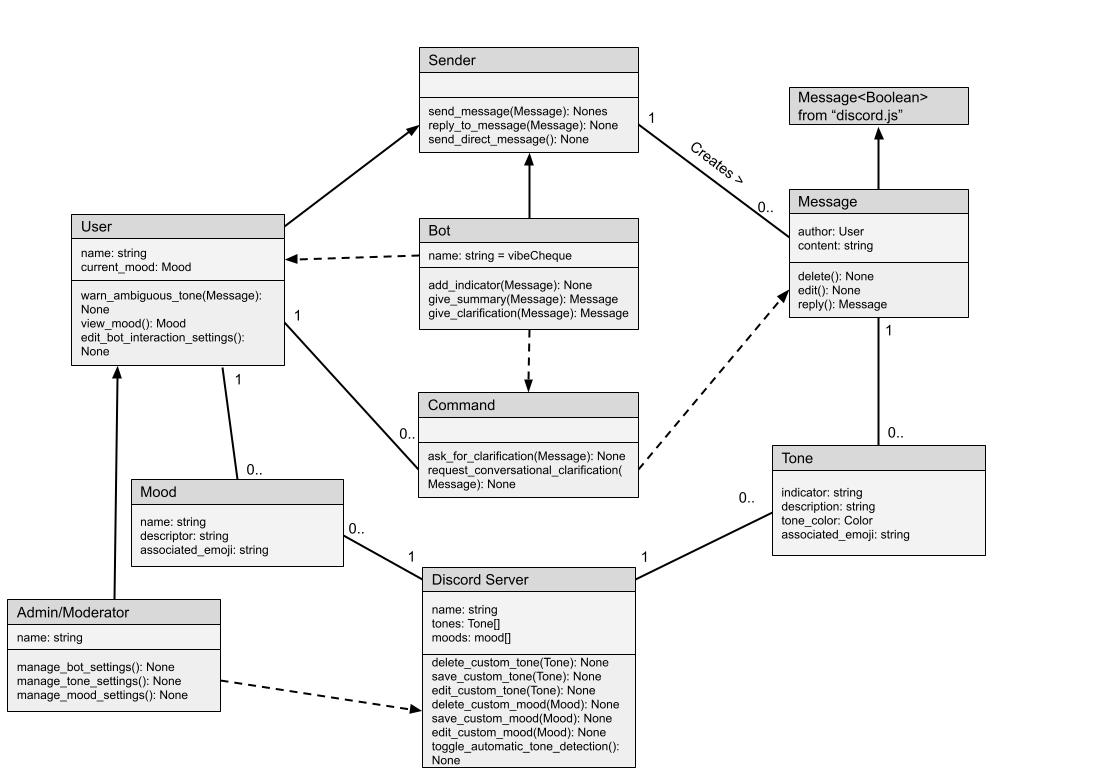 Sender
send_message(Message): Nones
reply_to_message(Message): None
send_direct_message(): None
Message<Boolean>
from “discord.js”
1
Creates >
0..
Message
author: User
content: string
delete(): None
edit(): None
reply(): Message
User
name: string
current_mood: Mood
warn_ambiguous_tone(Message):
None
view_mood(): Mood
edit_bot_interaction_settings():
None
Bot
name: string = vibeCheque
add_indicator(Message): None
give_summary(Message): Message
give_clarification(Message): Message
1
0..
1
0..
1
0..
Command
ask_for_clarification(Message): None
request_conversational_clarification(
Message): None
Tone
indicator: string
description: string
tone_color: Color
associated_emoji: string
Mood
name: string
descriptor: string
associated_emoji: string
0..
1
0..
1
Discord Server
name: string
tones: Tone[]
moods: mood[]
delete_custom_tone(Tone): None
save_custom_tone(Tone): None
edit_custom_tone(Tone): None
delete_custom_mood(Mood): None
save_custom_mood(Mood): None
edit_custom_mood(Mood): None
toggle_automatic_tone_detection():
None
Admin/Moderator
name: string
manage_bot_settings(): None
manage_tone_settings(): None
manage_mood_settings(): None